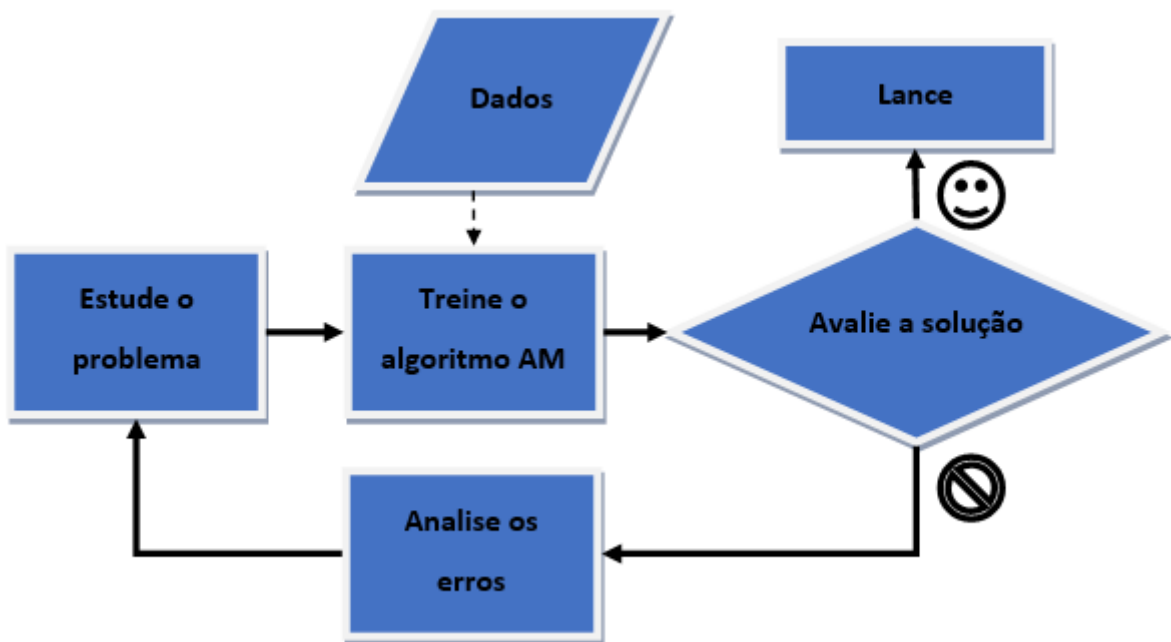 Dados
Lance
Estude o
problema
Treine o
algoritmo AM
Avalie a solução
Analise os
erros